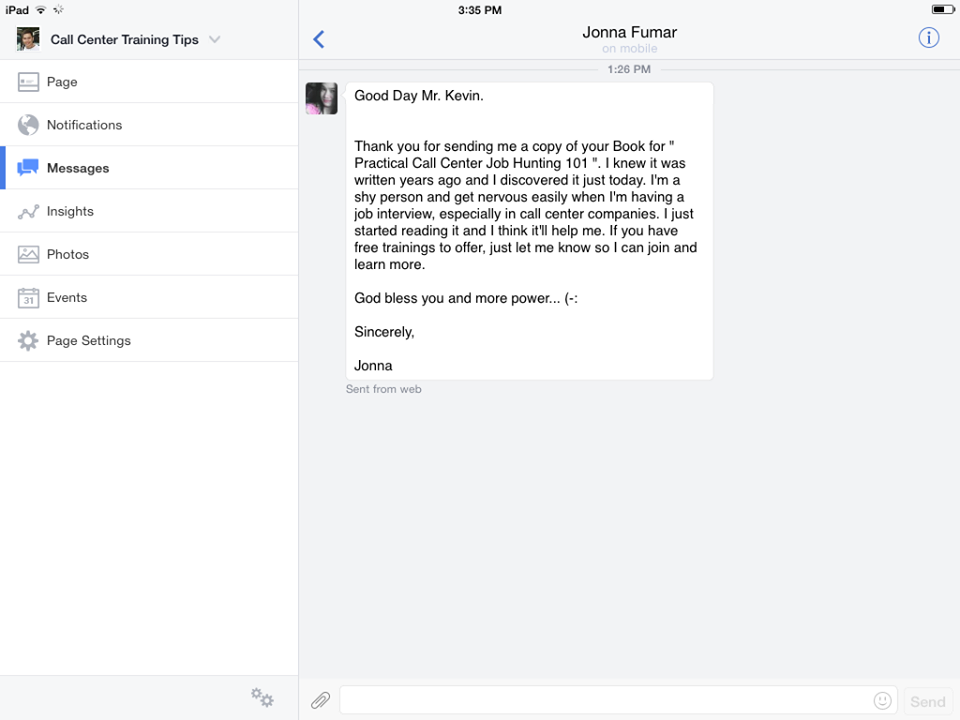 iPad
3:35 PM
Call Center Training Tips
Page
Notifications
Messages
Insights
Photos
31
Events
Page Settings
Jonna Fumar
on mobile
1:26 PM
Good Day Mr. Kevin.
Thank you for sending me a copy of your Book for "
Practical Call Center Job Hunting 101 ". I knew it was
written years ago and I discovered it just today. I'm a
shy person and get nervous easily when I'm having a
job interview, especially in call center companies. I just
started reading it and I think it'll help me. If you have
free trainings to offer, just let me know so I can join and
learn more.
God bless you and more power... (-:
Sincerely,
Jonna
Sent from web
Send